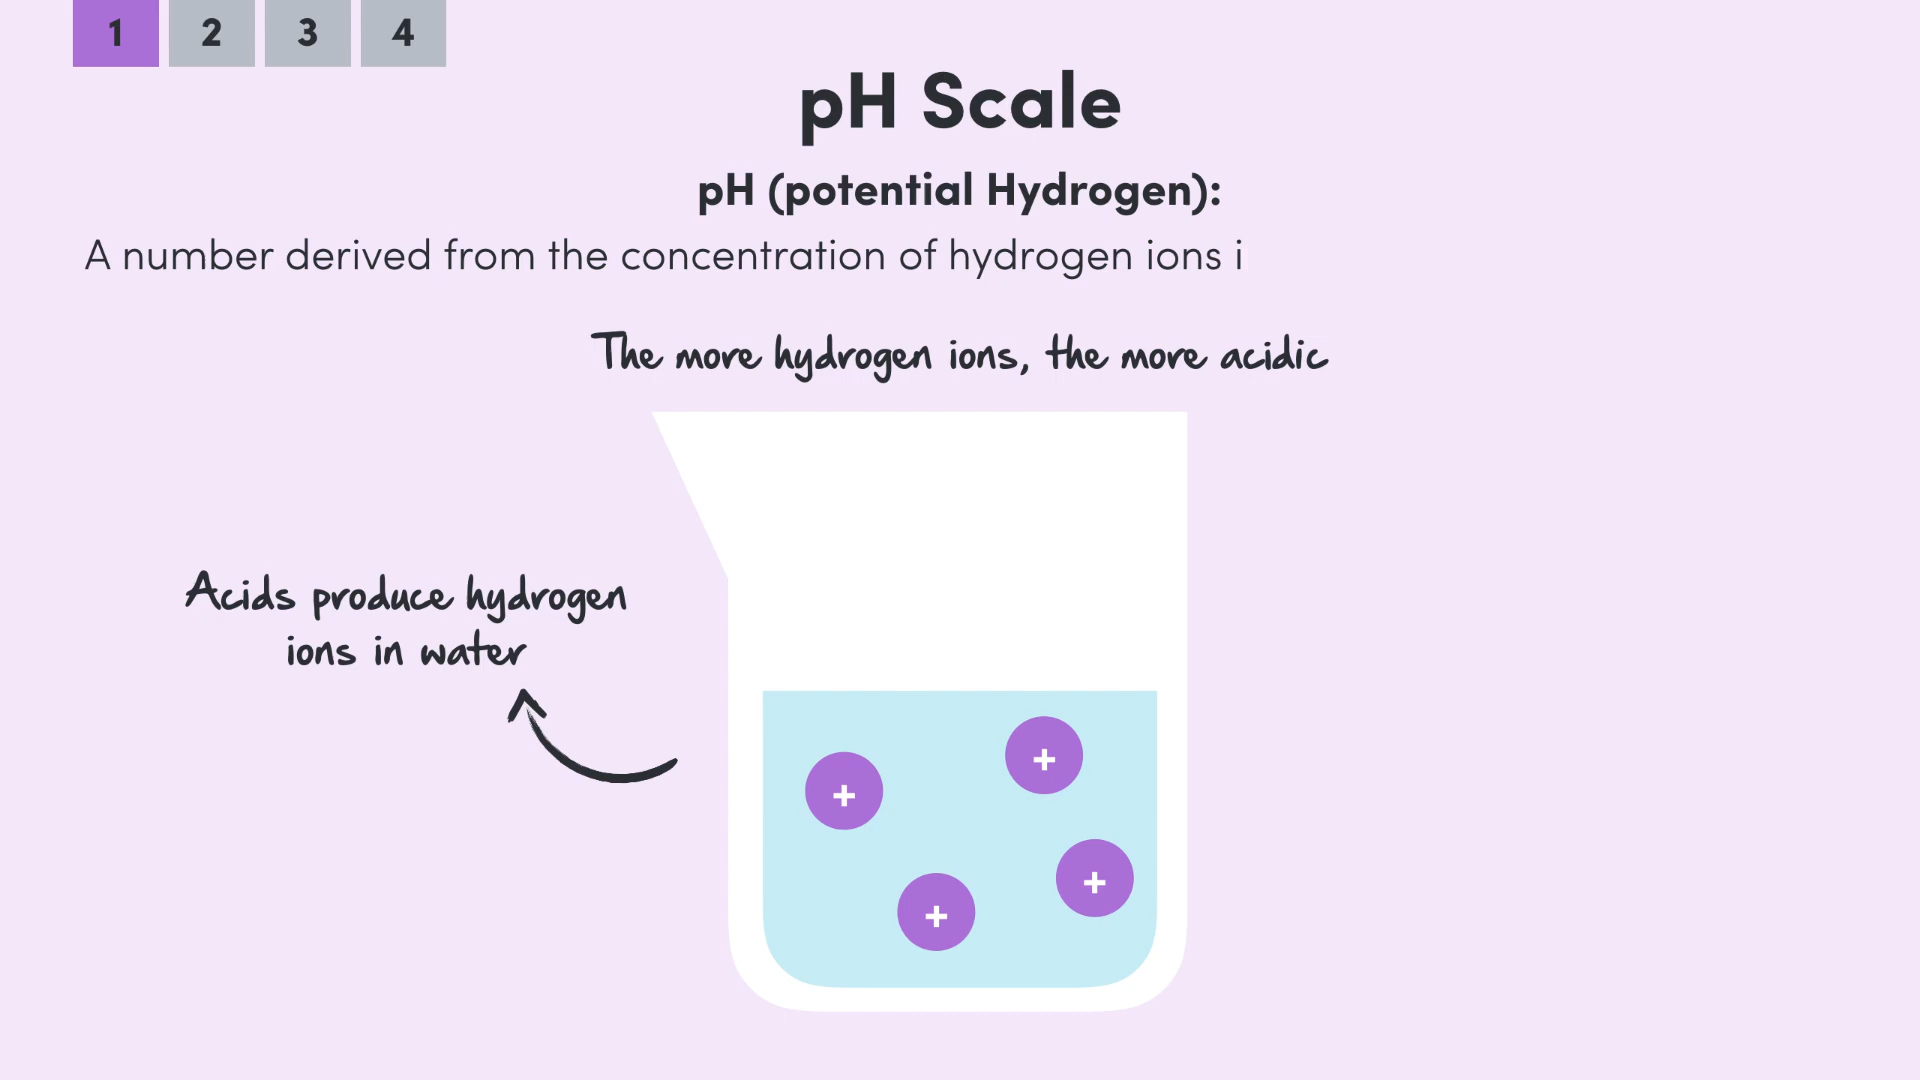 1 2 3 4
pH Scale
pH (potential Hydrogen):
A number derived from the concentration of hydrogen ions i
The more hydrogen ions, the more acidic
Acids produce hydrogen
ions in water
+
+
+
+